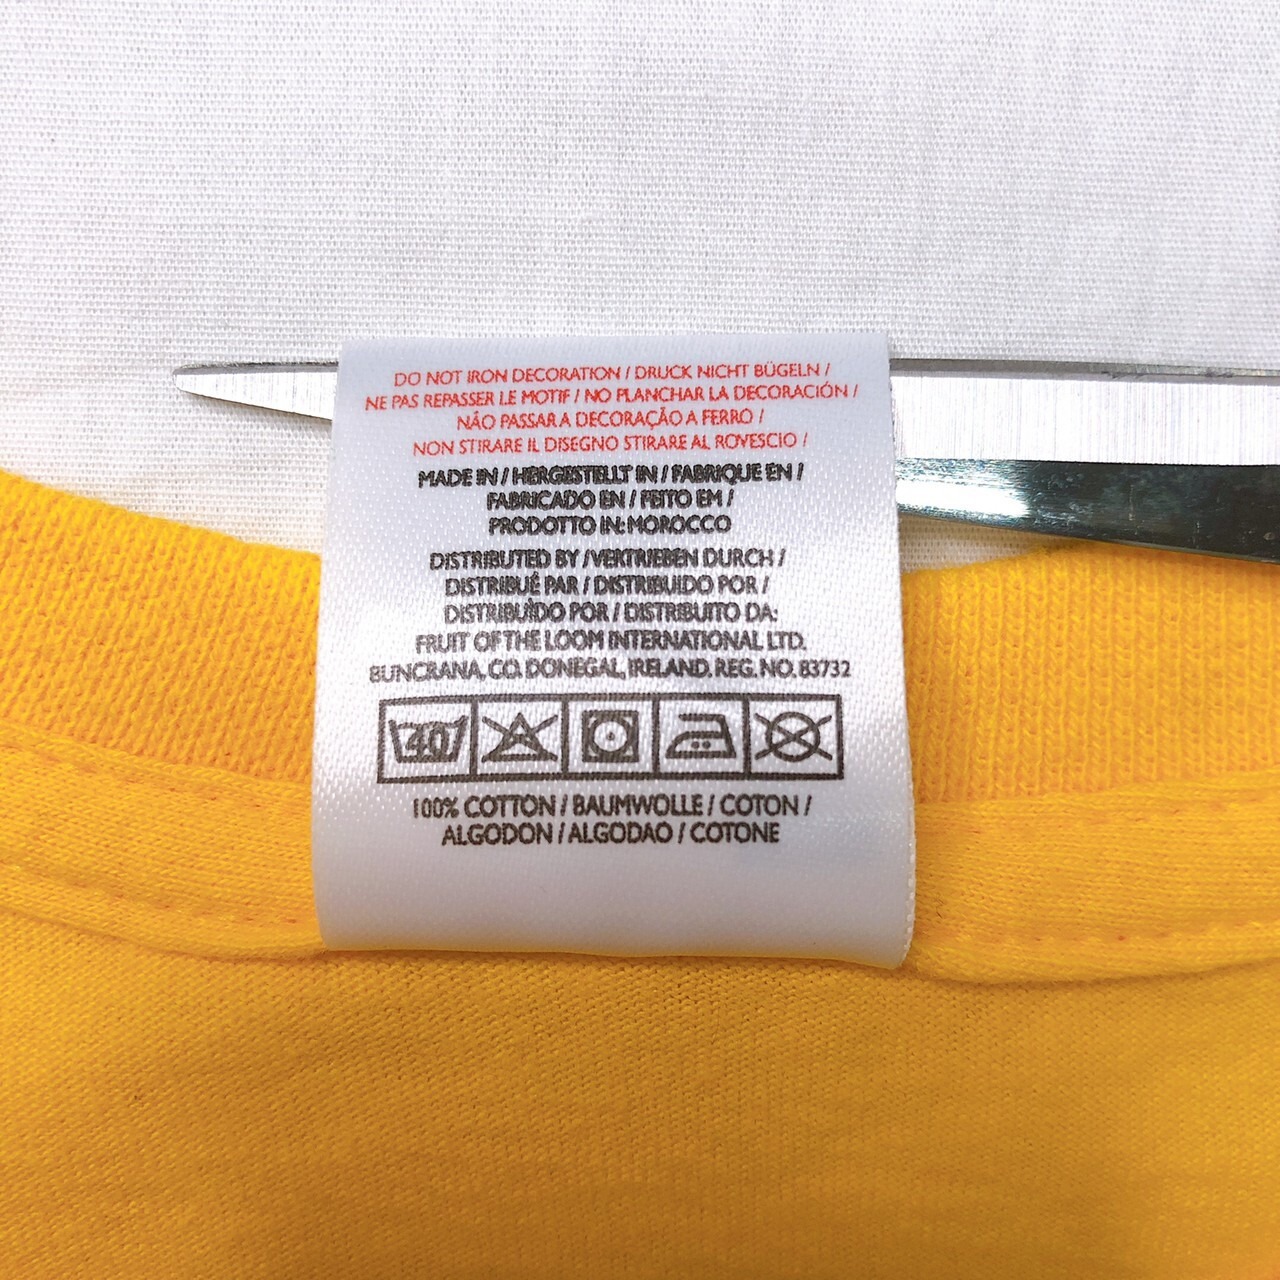 DO NOT IRON DECORATION / DRUCK NICHT BÜGELN /
NE PAS REPASSER LE MOTIF / NO PLANCHAR LA DECORACIÓN /
NÃO PASSAR A DECORAÇÃO A FERRO /
NON STIRARE IL DISEGNO STIRARE AL ROVESCIO /
MADE IN / HERGESTELLT IN / FABRIQUE EN /
FABRICADO EN / FEITO EM /
PRODOTTO IN: MOROCCO
DISTRIBUTED BY / VERTRIEBEN DURCH /
DISTRIBUÉ PAR / DISTRIBUIDO POR /
DISTRIBUÍDO POR / DISTRIBUITO DA:
FRUIT OF THE LOOM INTERNATIONAL LTD.
BUNCRANA, CO. DONEGAL, IRELAND. REG. NO. 83732
40
100% COTTON / BAUMWOLLE / COTON /
ALGODON / ALGODAO / COTONE